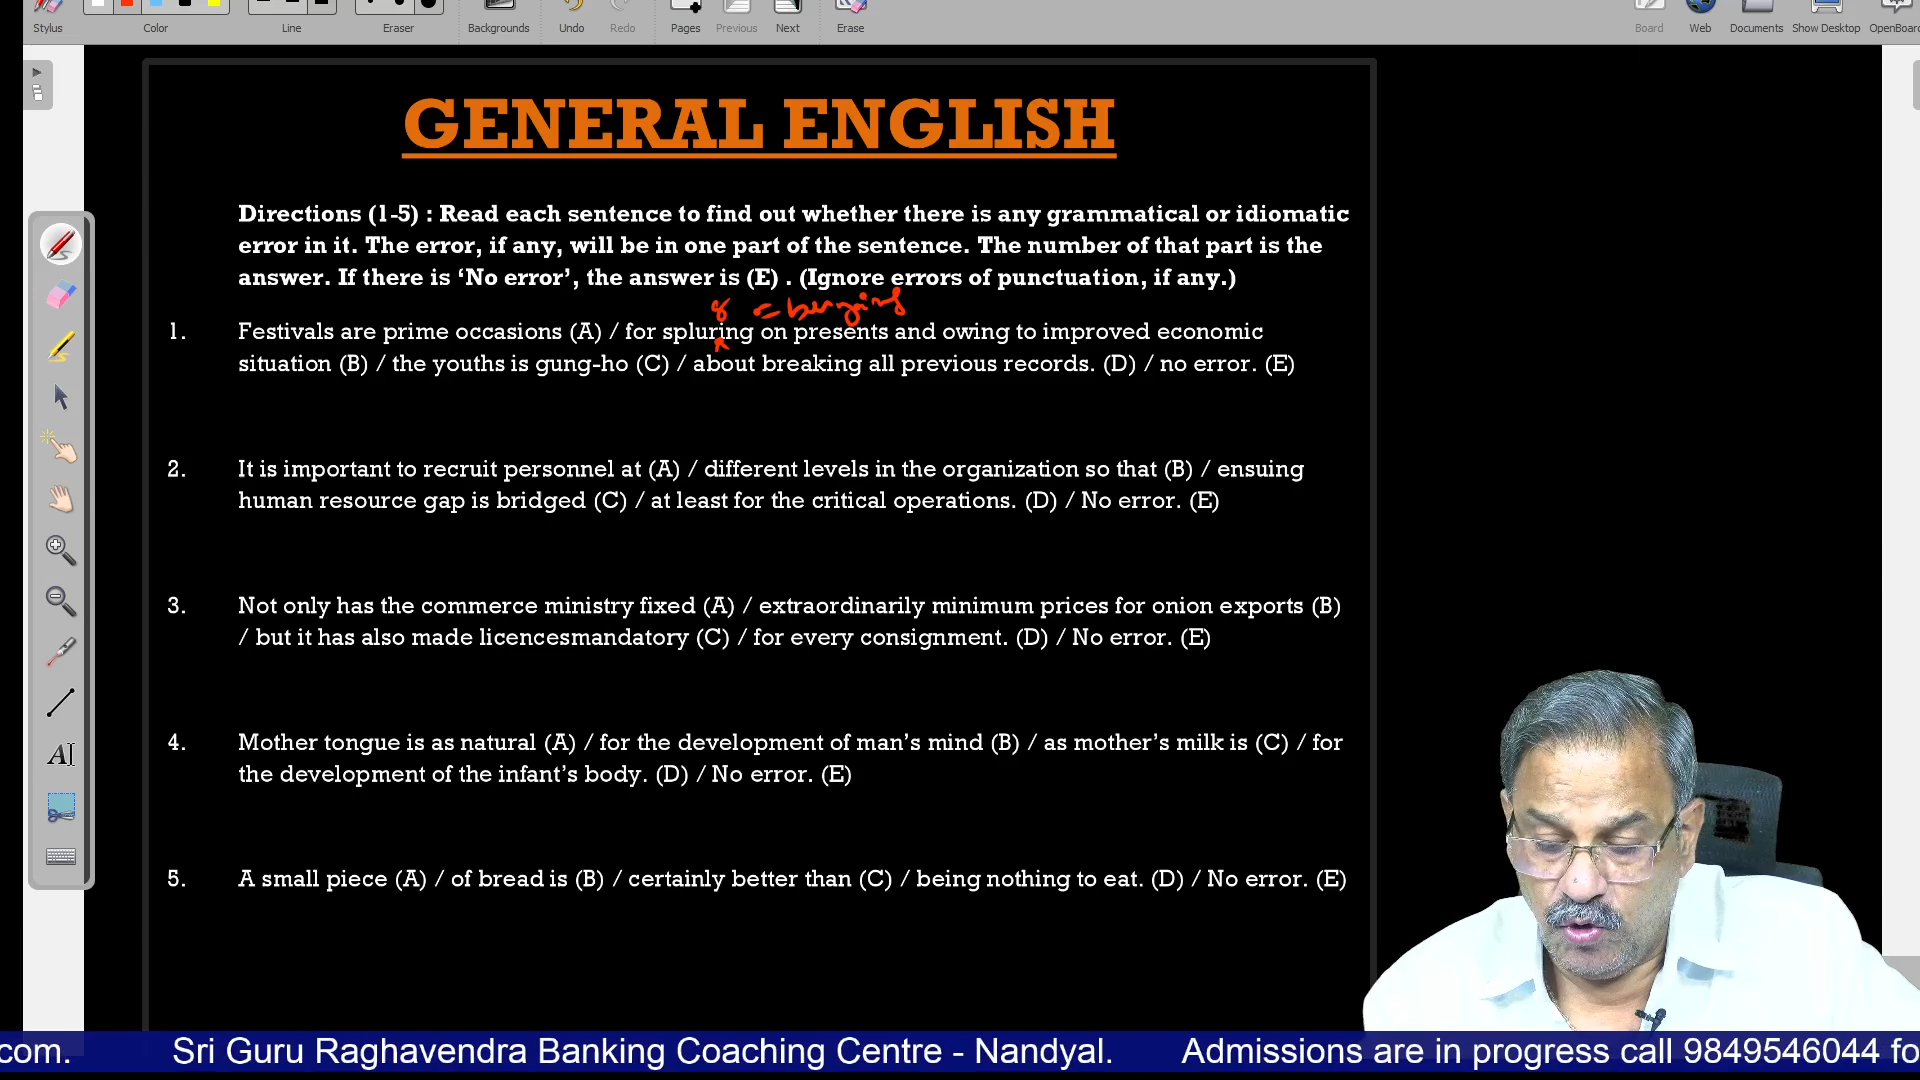 Stylus Color Line Eraser Backgrounds Undo Redo Pages Previous Next Erase Board Web Documents Show Desktop OpenBoard
GENERAL ENGLISH
Directions (1-5) : Read each sentence to find out whether there is any grammatical or idiomatic
error in it. The error, if any, will be in one part of the sentence. The number of that part is the
answer. If there is ‘No error’, the answer is (E) . (Ignore errors of punctuation, if any.)
1. Festivals are prime occasions (A) / for spluring on presents and owing to improved economic
situation (B) / the youths is gung-ho (C) / about breaking all previous records. (D) / no error. (E)
2. It is important to recruit personnel at (A) / different levels in the organization so that (B) / ensuing
human resource gap is bridged (C) / at least for the critical operations. (D) / No error. (E)
3. Not only has the commerce ministry fixed (A) / extraordinarily minimum prices for onion exports (B)
/ but it has also made licencesmandatory (C) / for every consignment. (D) / No error. (E)
4. Mother tongue is as natural (A) / for the development of man’s mind (B) / as mother’s milk is (C) / for
the development of the infant’s body. (D) / No error. (E)
5. A small piece (A) / of bread is (B) / certainly better than (C) / being nothing to eat. (D) / No error. (E)
com. Sri Guru Raghavendra Banking Coaching Centre - Nandyal. Admissions are in progress call 9849546044 fo